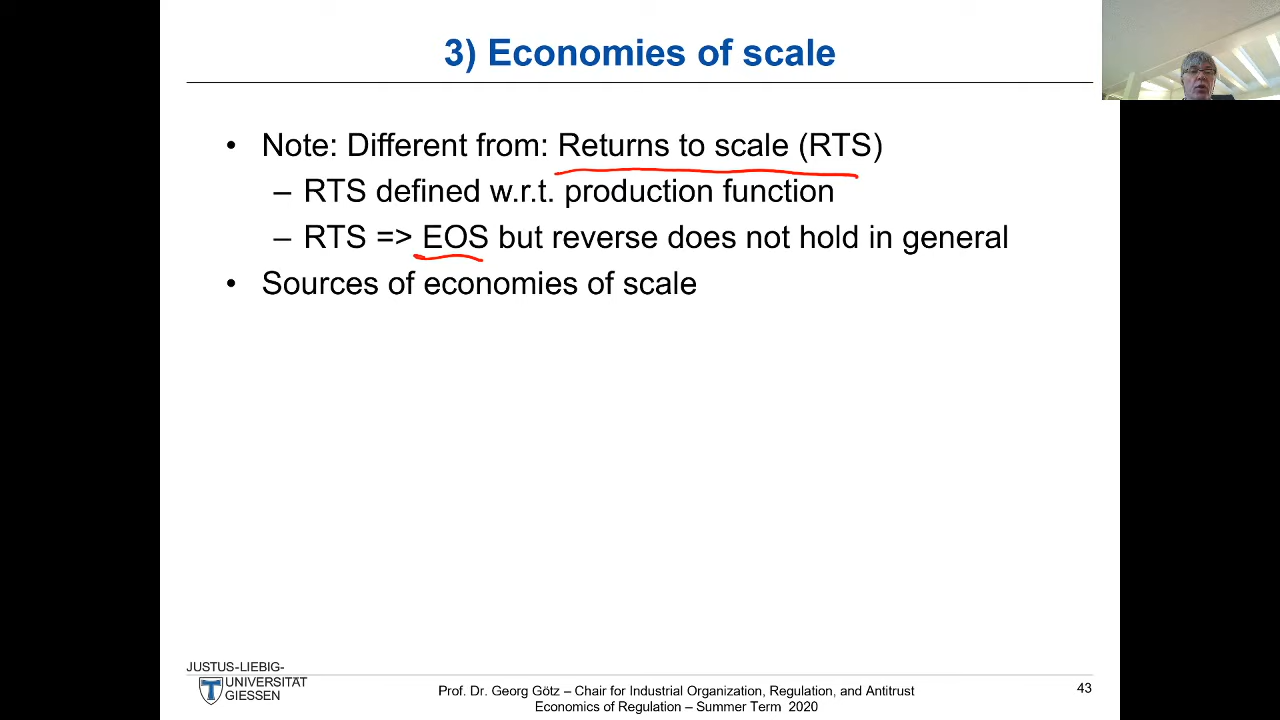 3) Economies of scale
• Note: Different from: Returns to scale (RTS)
– RTS defined w.r.t. production function
– RTS => EOS but reverse does not hold in general
• Sources of economies of scale
JUSTUS-LIEBIG-
UNIVERSITÄT
GIESSEN
Prof. Dr. Georg Götz – Chair for Industrial Organization, Regulation, and Antitrust
Economics of Regulation – Summer Term 2020
43